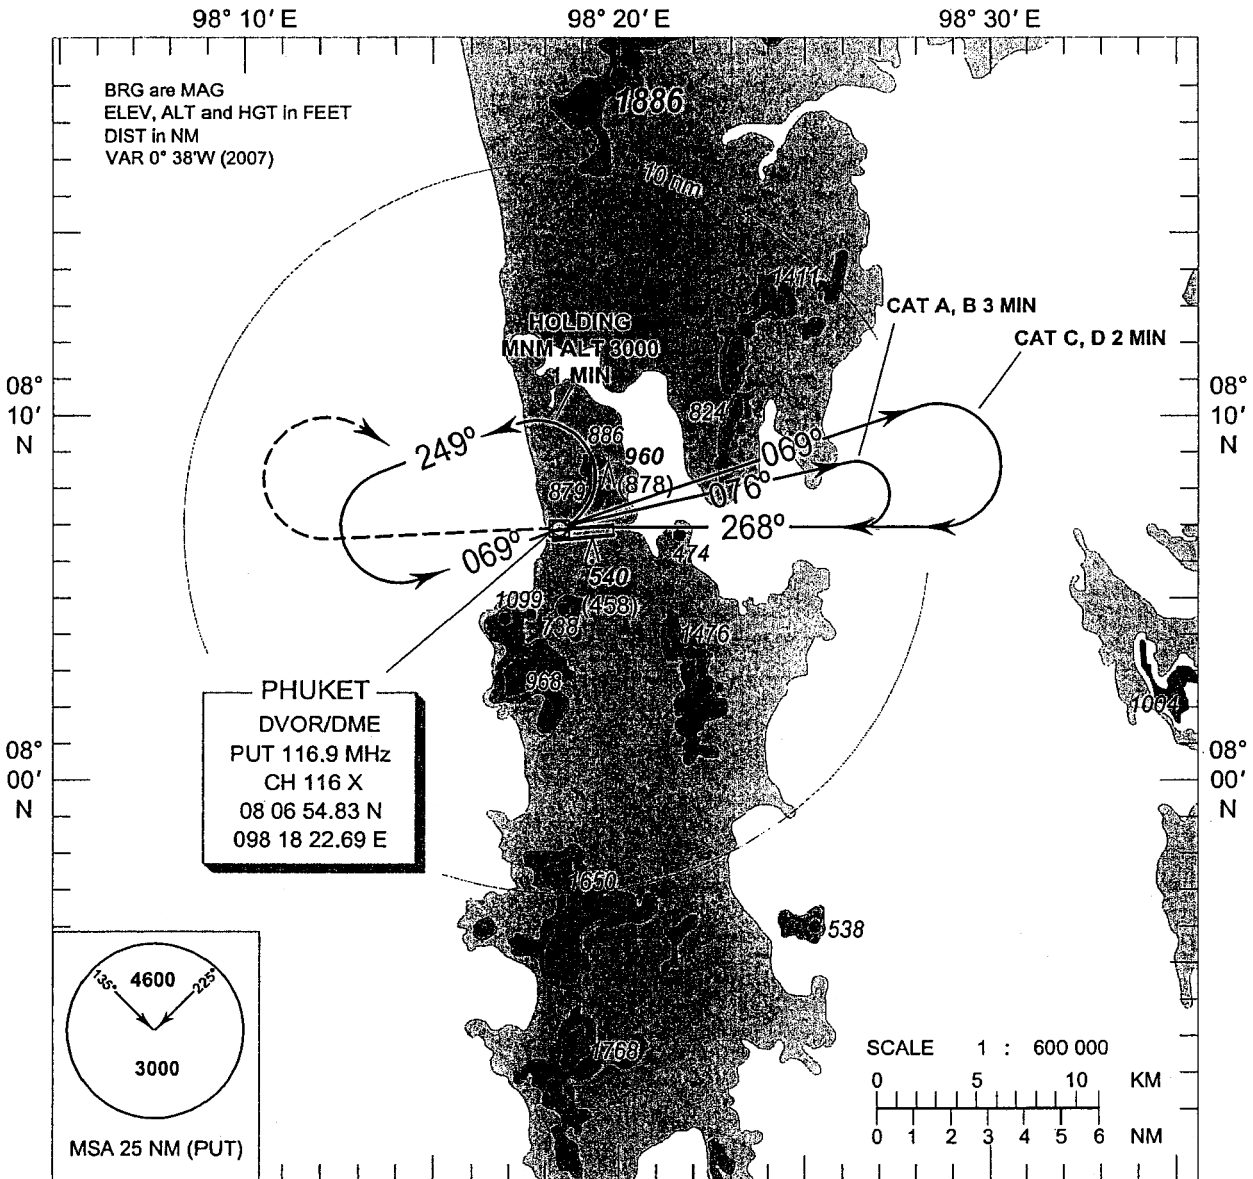 98° 10' E
98° 20' E
98° 30' E
BRG are MAG
ELEV, ALT and HGT in FEET
DIST in NM
VAR 0° 38'W (2007)
1886
10 nm
1411
CAT A, B 3 MIN
CAT C, D 2 MIN
HOLDING
MNM ALT 3000
1 MIN
08°
10'
N
08°
10'
N
824
886
960
(878)
879
249°
069°
076°
268°
069°
474
540
(458)
1099
738
1476
968
1004
PHUKET
DVOR/DME
PUT 116.9 MHz
CH 116 X
08 06 54.83 N
098 18 22.69 E
08°
00'
N
08°
00'
N
1650
538
135°
4600
225°
3000
MSA 25 NM (PUT)
1768
SCALE 1 : 600 000
0 5 10 KM
0 1 2 3 4 5 6 NM